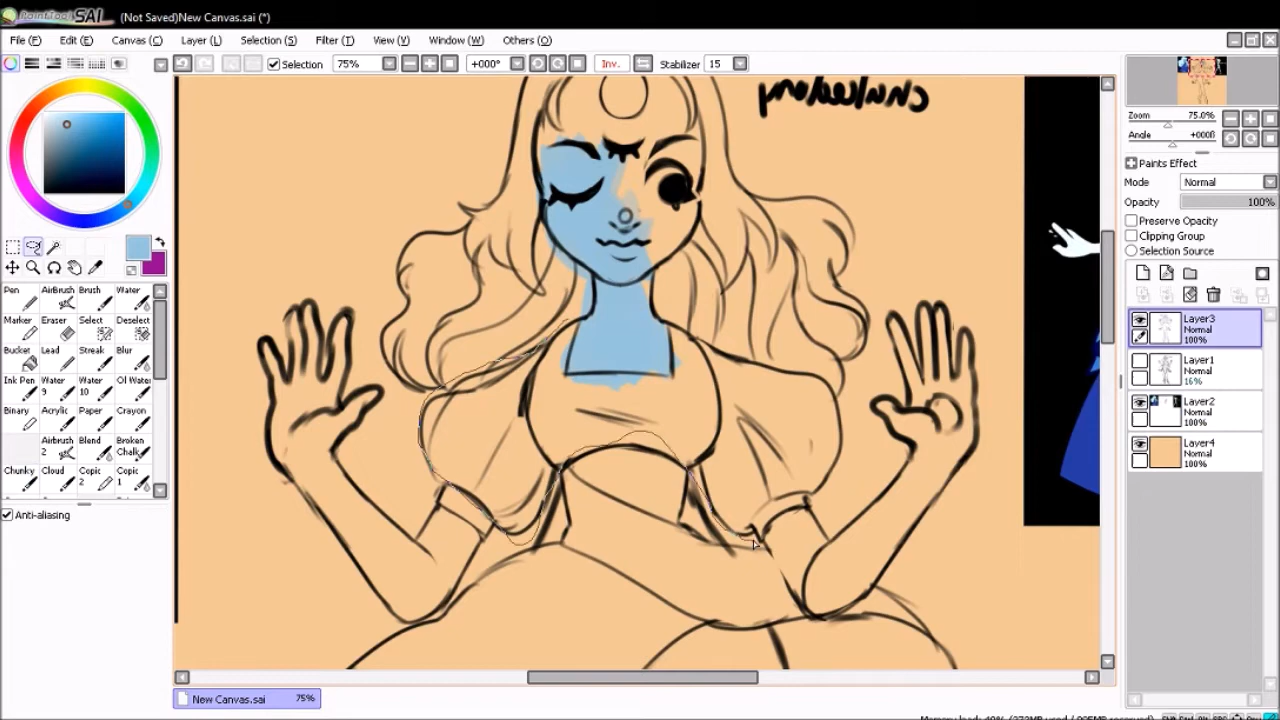 PaintTool SAI (Not Saved)New Canvas.sai (*)
File (F) Edit (E) Canvas (C) Layer (L) Selection (S) Filter (T) View (V) Window (W) Others (O)
Selection 75% +000° Inv. Stabilizer 15
Pen AirBrush Brush Water
Marker Eraser Select Deselect
Bucket Lead Streak Blur
Ink Pen Water 9 Water 10 Oil Water
Binary Acrylic Paper Crayon
Airbrush 2 Blend Broken Chalk
Chunky Cloud Copic 2 Copic 1
Anti-aliasing
Zoom 75.0%
Angle +000ß
Paints Effect
Mode Normal
Opacity 100%
Preserve Opacity
Clipping Group
Selection Source
Layer3
Normal
100%
Layer1
Normal
16%
Layer2
Normal
100%
Layer4
Normal
100%
New Canvas.sai 75%